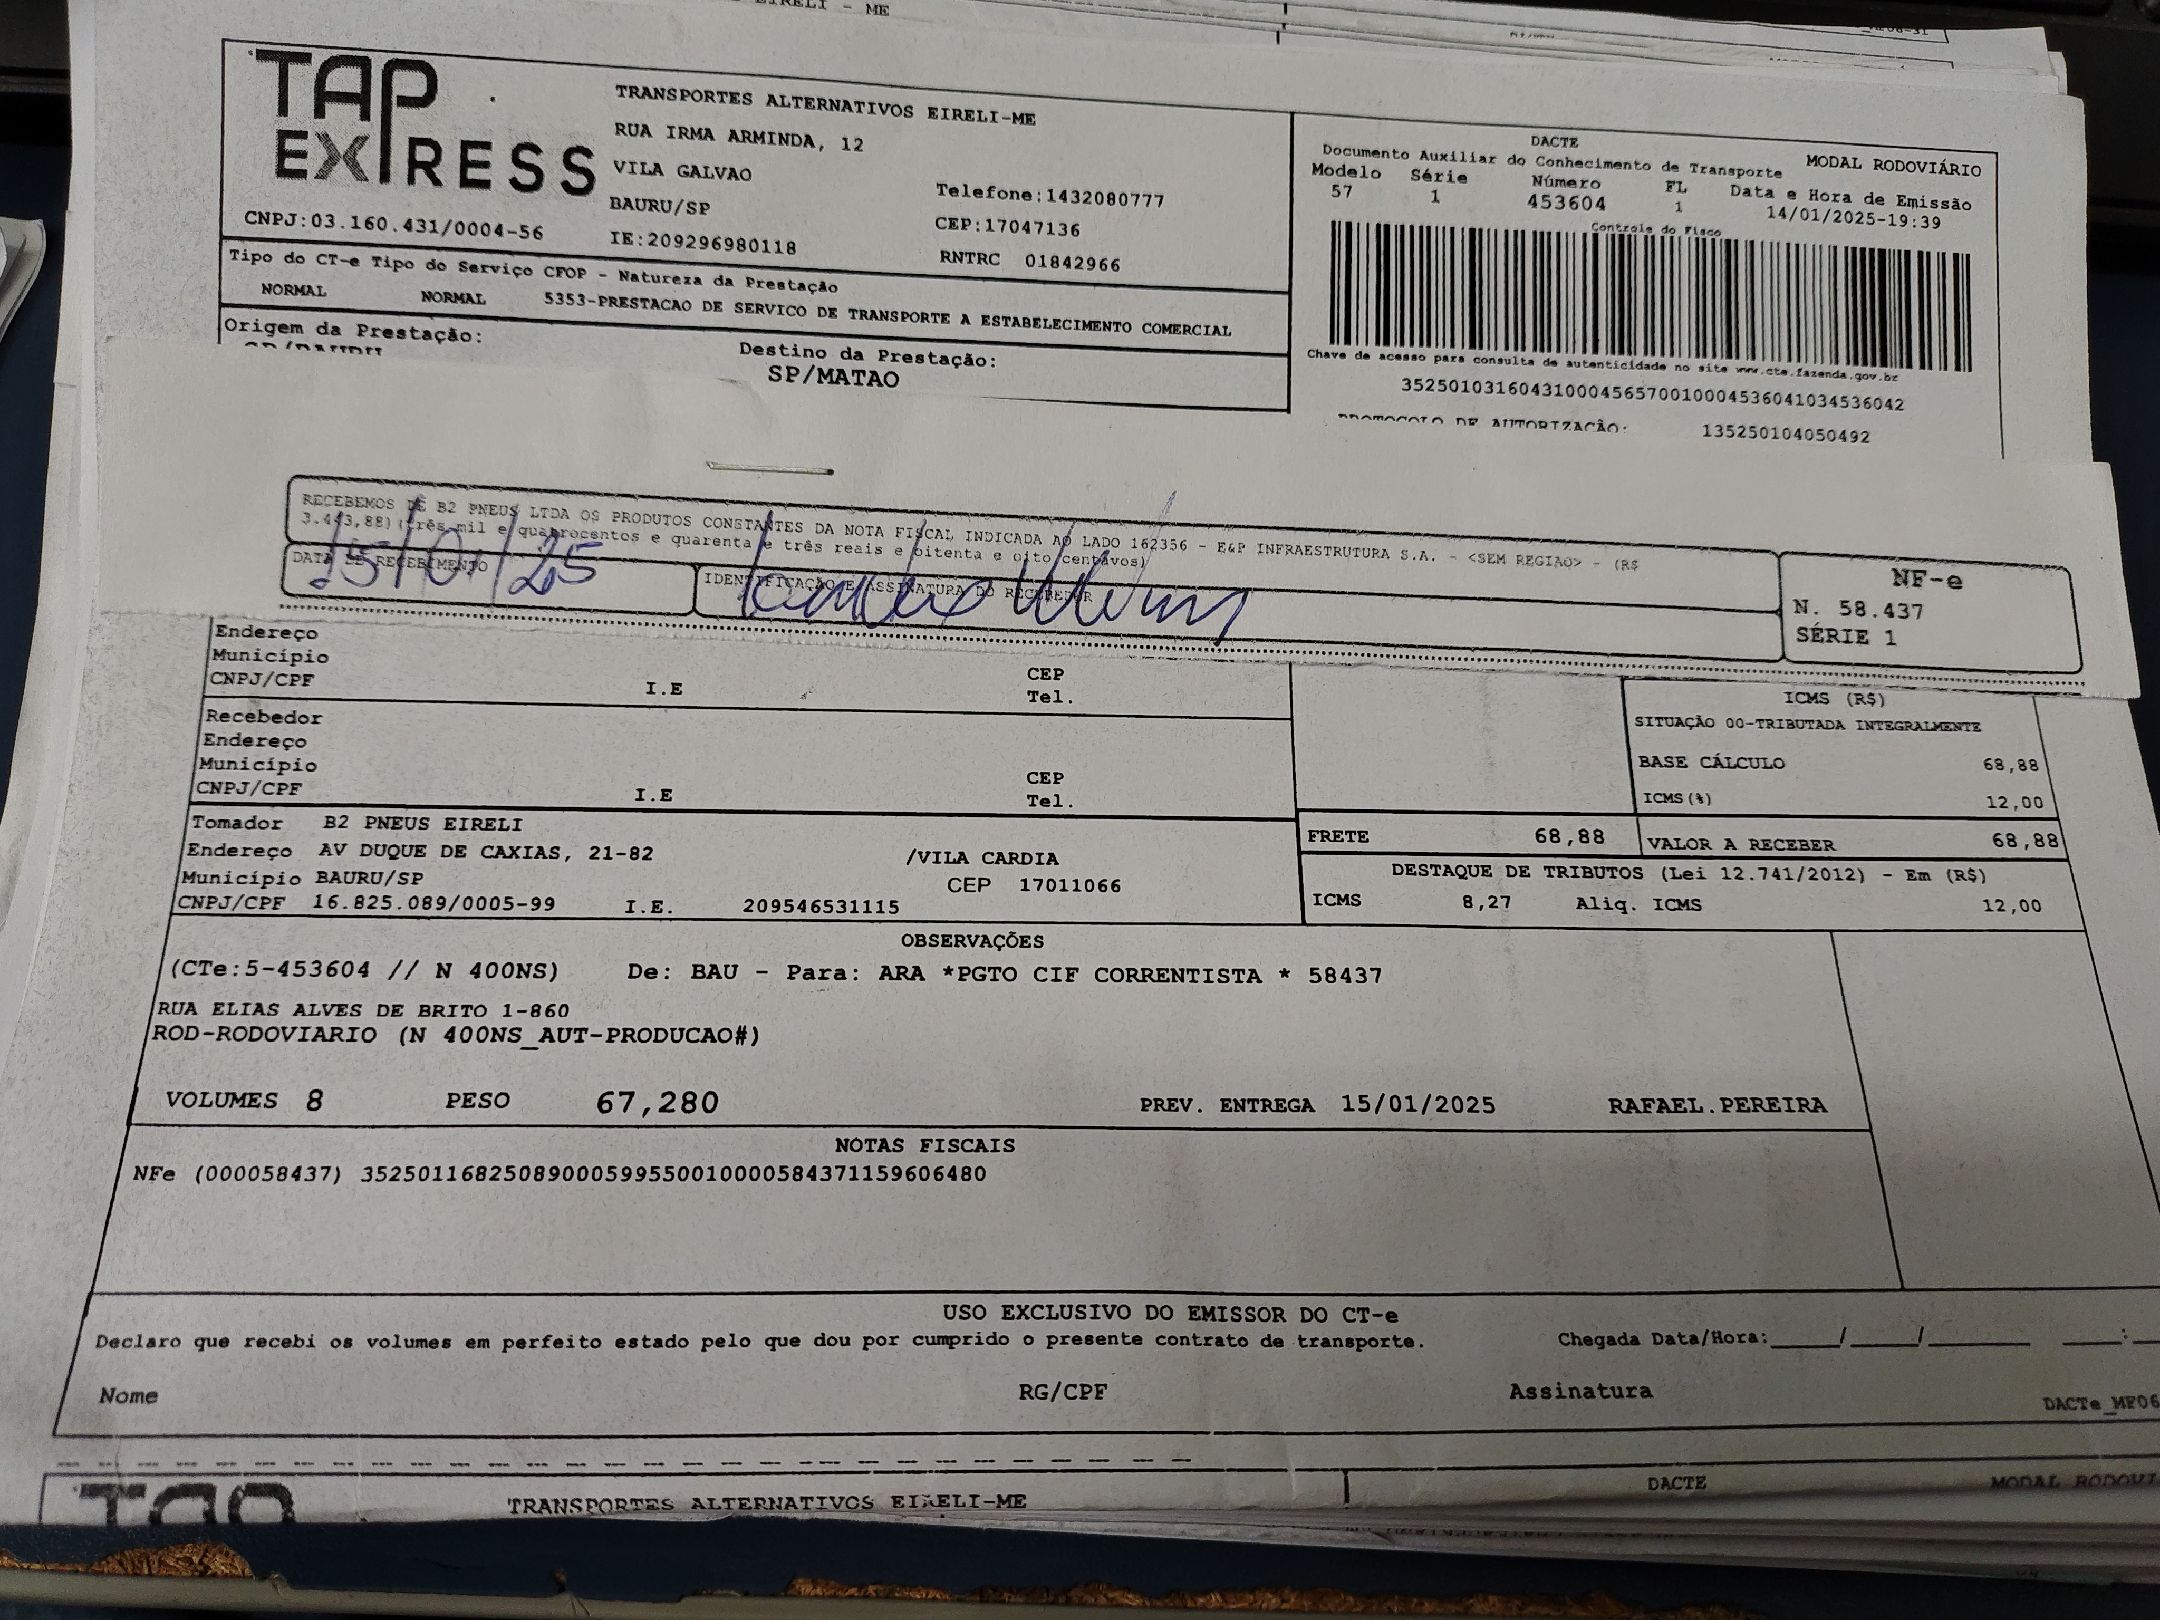 EIRELI - ME
TAP
EXPRESS
CNPJ:03.160.431/0004-56
TRANSPORTES ALTERNATIVOS EIRELI-ME
RUA IRMA ARMINDA, 12
VILA GALVAO
BAURU/SP
IE:209296980118
Telefone:1432080777
CEP:17047136
RNTRC 01842966
DACTE
Documento Auxiliar do Conhecimento de Transporte
MODAL RODOVIÁRIO
Modelo Série Número FL Data e Hora de Emissão
57 1 453604 1 14/01/2025-19:39
Controle do Fisco
Tipo do CT-e Tipo do Serviço CFOP - Natureza da Prestação
NORMAL NORMAL 5353-PRESTACAO DE SERVICO DE TRANSPORTE A ESTABELECIMENTO COMERCIAL
Origem da Prestação: Destino da Prestação:
SP/BAURU SP/MATAO
Chave de acesso para consulta de autenticidade no site www.cte.fazenda.gov.br
35250103160431000456570010004536041034536042
PROTOCOLO DE AUTORIZAÇÃO: 135250104050492
RECEBEMOS DE B2 PNEUS LTDA OS PRODUTOS CONSTANTES DA NOTA FISCAL INDICADA AO LADO 162356 - E&P INFRAESTRUTURA S.A. - <SEM REGIAO> - (R$
3.443,88)(três mil e quatrocentos e quarenta e três reais e oitenta e oito centavos)
DATA DE RECEBIMENTO
15/01/25
IDENTIFICAÇÃO E ASSINATURA DO RECEBEDOR
NF-e
N. 58.437
SÉRIE 1
Endereço
Município CEP
CNPJ/CPF I.E Tel.
Recebedor
Endereço
Município CEP
CNPJ/CPF I.E Tel.
ICMS (R$)
SITUAÇÃO 00-TRIBUTADA INTEGRALMENTE
BASE CÁLCULO 68,88
ICMS(%) 12,00
Tomador B2 PNEUS EIRELI
Endereço AV DUQUE DE CAXIAS, 21-82 /VILA CARDIA
Município BAURU/SP CEP 17011066
CNPJ/CPF 16.825.089/0005-99 I.E. 209546531115
FRETE 68,88 VALOR A RECEBER 68,88
DESTAQUE DE TRIBUTOS (Lei 12.741/2012) - Em (R$)
ICMS 8,27 Aliq. ICMS 12,00
OBSERVAÇÕES
(CTe:5-453604 // N 400NS) De: BAU - Para: ARA *PGTO CIF CORRENTISTA * 58437
RUA ELIAS ALVES DE BRITO 1-860
ROD-RODOVIARIO (N 400NS_AUT-PRODUCAO#)
VOLUMES 8 PESO 67,280 PREV. ENTREGA 15/01/2025 RAFAEL.PEREIRA
NOTAS FISCAIS
NFe (000058437) 35250116825089000599550010000584371159606480
USO EXCLUSIVO DO EMISSOR DO CT-e
Declaro que recebi os volumes em perfeito estado pelo que dou por cumprido o presente contrato de transporte. Chegada Data/Hora:____/____/______ ___:
Nome RG/CPF Assinatura
DACTe_MF06
TAP
TRANSPORTES ALTERNATIVOS EIRELI-ME
DACTE
MODAL RODOVI